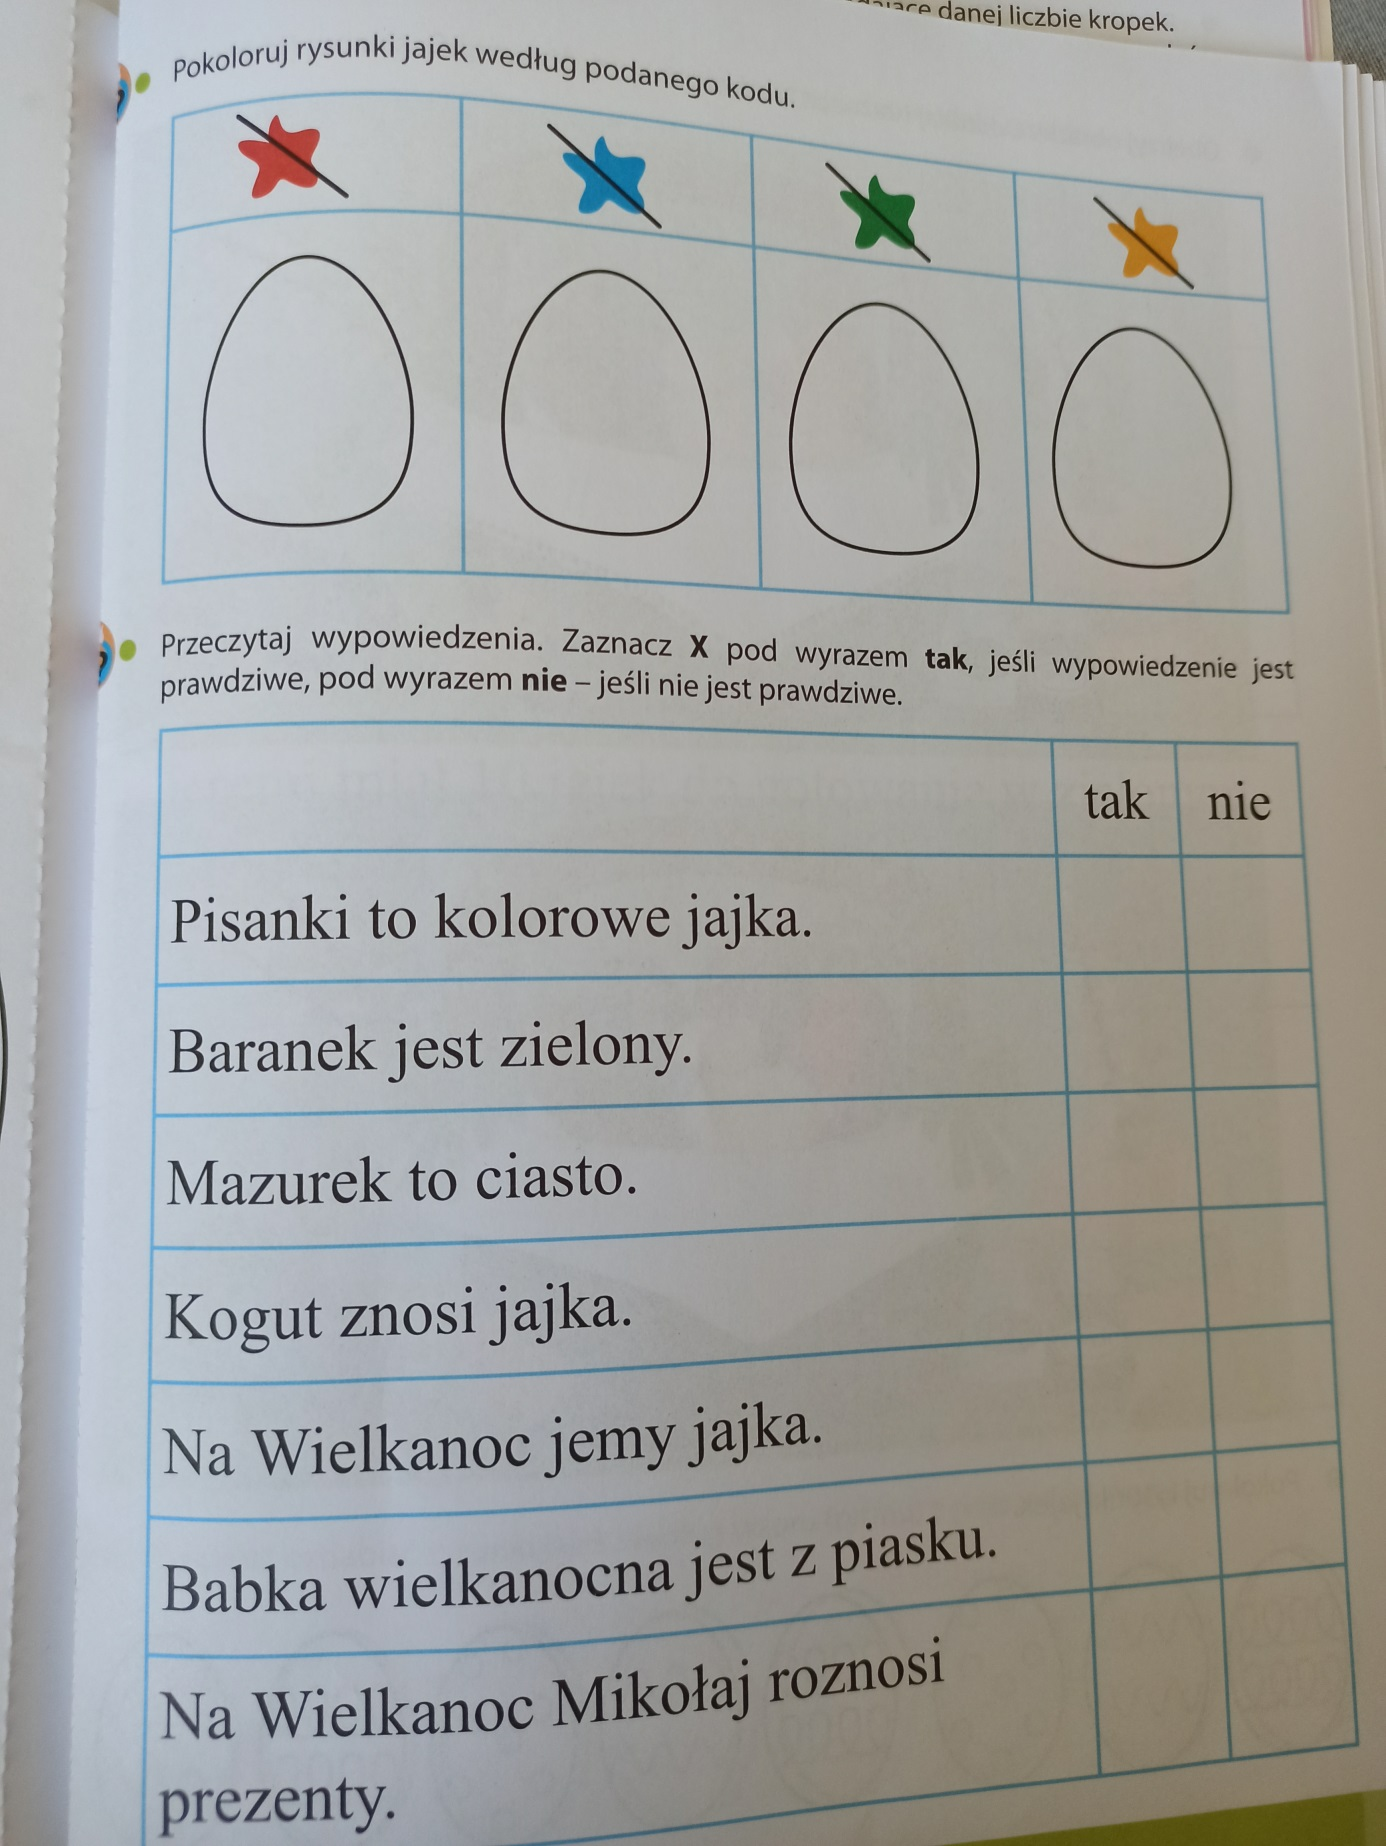 danej liczbie kropek.
Pokoloruj rysunki jajek według podanego kodu.
Przeczytaj wypowiedzenia. Zaznacz X pod wyrazem tak, jeśli wypowiedzenie jest
prawdziwe, pod wyrazem nie – jeśli nie jest prawdziwe.
tak nie
Pisanki to kolorowe jajka.
Baranek jest zielony.
Mazurek to ciasto.
Kogut znosi jajka.
Na Wielkanoc jemy jajka.
Babka wielkanocna jest z piasku.
Na Wielkanoc Mikołaj roznosi
prezenty.